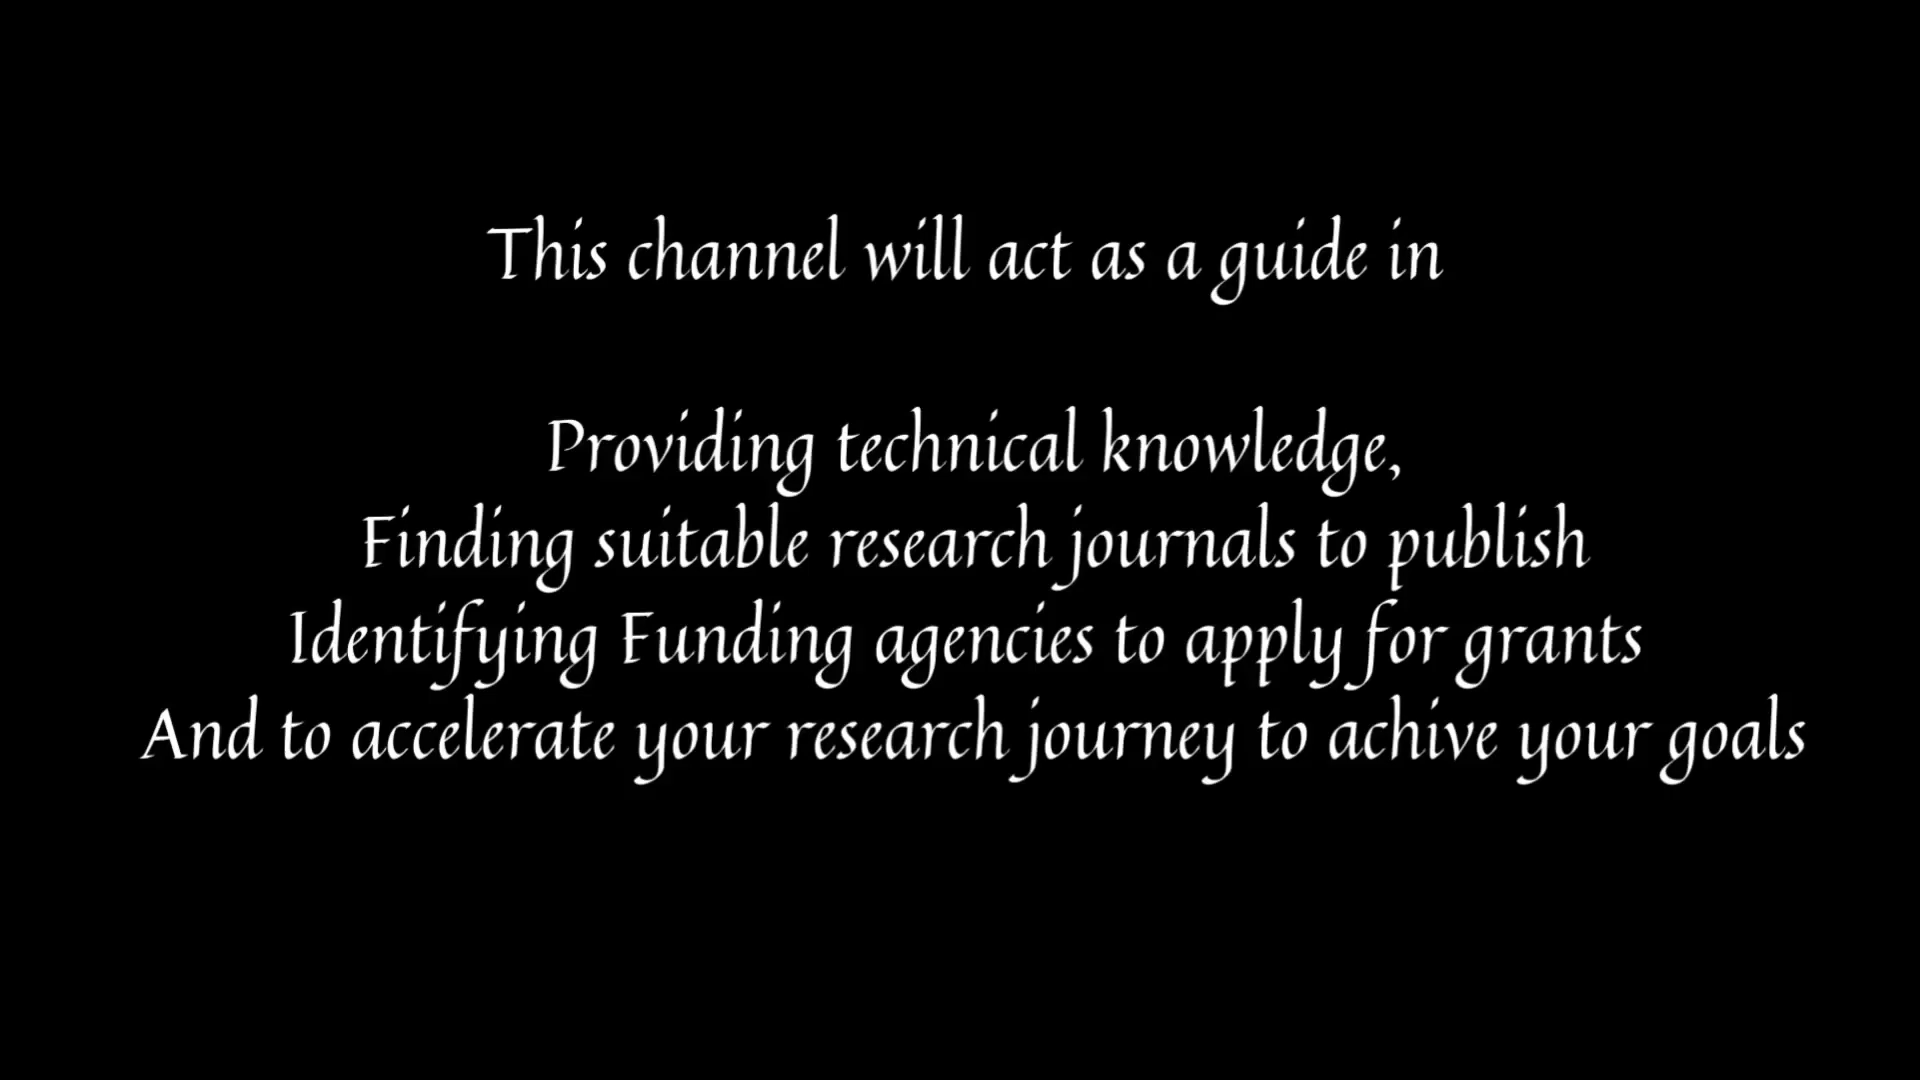 This channel will act as a guide in
Providing technical knowledge,
Finding suitable research journals to publish
Identifying Funding agencies to apply for grants
And to accelerate your research journey to achive your goals